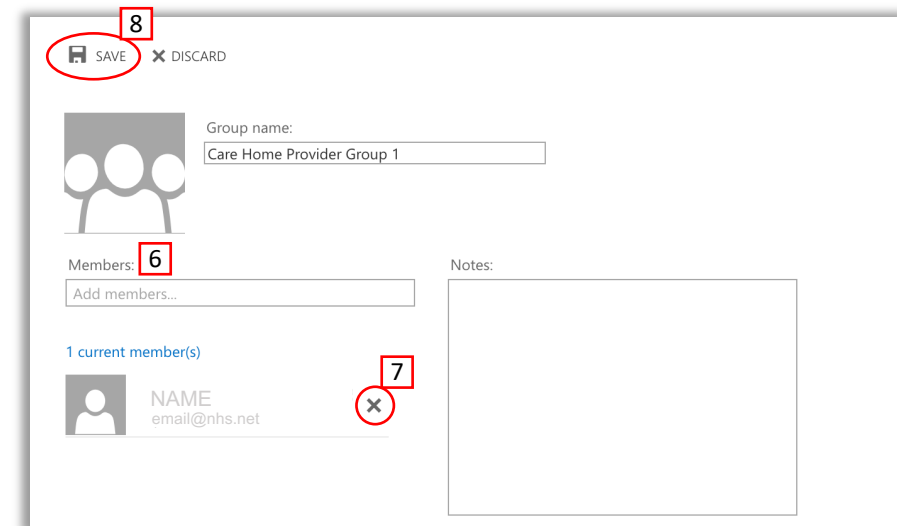 8
SAVE DISCARD
Group name:
Care Home Provider Group 1
Members: 6
Notes:
Add members...
1 current member(s)
7
NAME
email@nhs.net